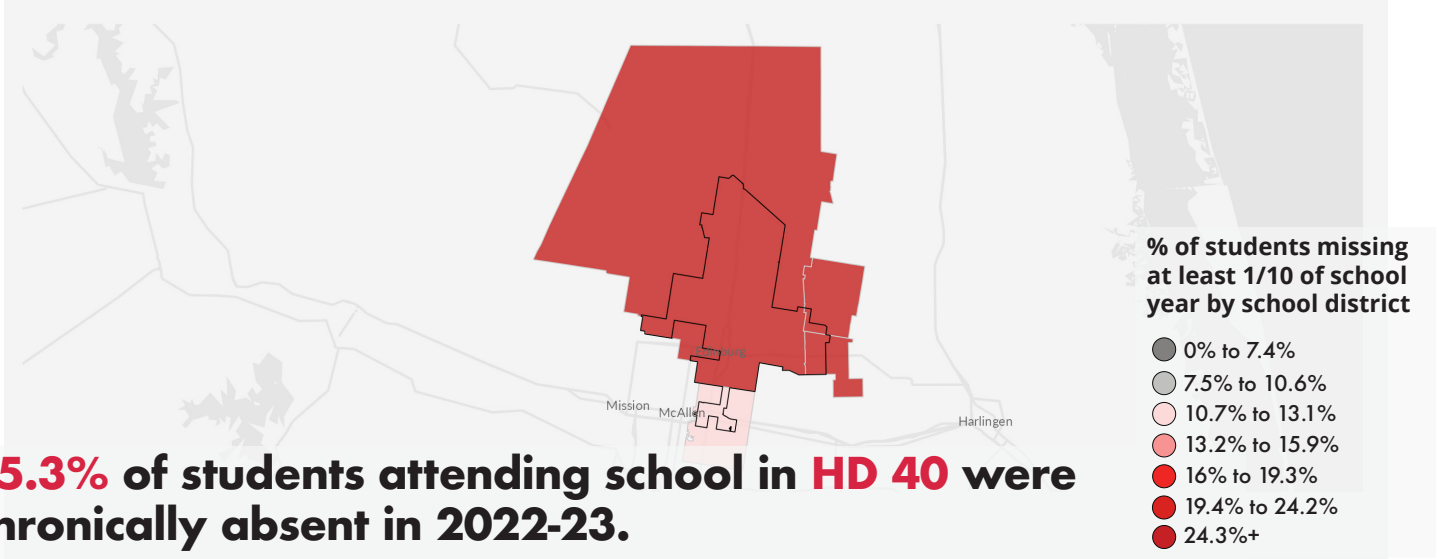 Edinburg
Mission
McAllen
Harlingen
% of students missing
at least 1/10 of school
year by school district
0% to 7.4%
7.5% to 10.6%
10.7% to 13.1%
13.2% to 15.9%
16% to 19.3%
19.4% to 24.2%
24.3%+
5.3% of students attending school in HD 40 were
hronically absent in 2022-23.